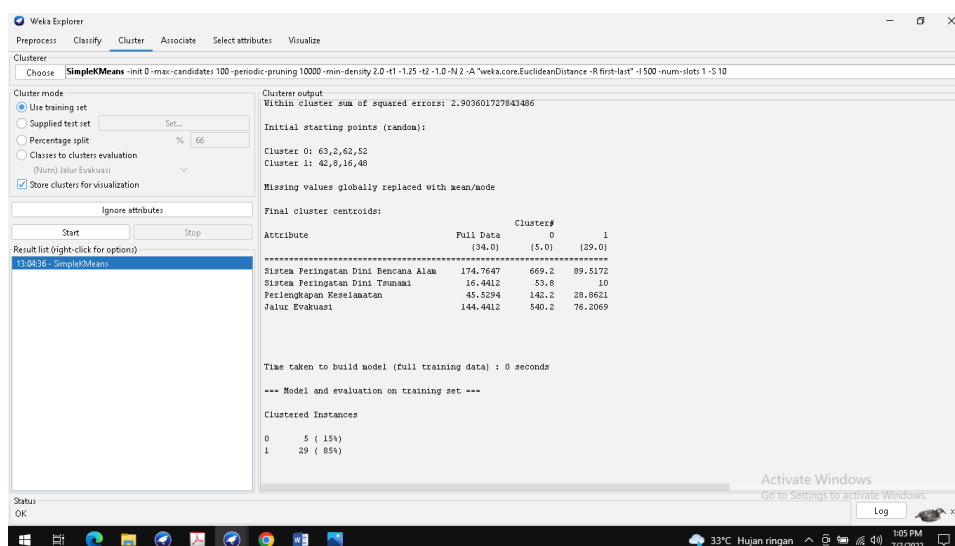 Weka Explorer
Preprocess Classify Cluster Associate Select attributes Visualize
Clusterer
Choose SimpleKMeans -init 0 -max-candidates 100 -periodic-pruning 10000 -min-density 2.0 -t1 -1.25 -t2 -1.0 -N 2 -A "weka.core.EuclideanDistance -R first-last" -I 500 -num-slots 1 -S 10
Cluster mode
Use training set
Supplied test set Set...
Percentage split % 66
Classes to clusters evaluation
(Num) Jalur Evakuasi
Store clusters for visualization
Ignore attributes
Start Stop
Result list (right-click for options)
13:04:36 - SimpleKMeans
Clusterer output
Within cluster sum of squared errors: 2.903601727843486
Initial starting points (random):
Cluster 0: 63,2,62,52
Cluster 1: 42,8,16,48
Missing values globally replaced with mean/mode
Final cluster centroids:
Cluster#
Attribute Full Data 0 1
(34.0) (5.0) (29.0)
======================================================================
Sistem Peringatan Dini Bencana Alam 174.7647 669.2 89.5172
Sistem Peringatan Dini Tsunami 16.4412 53.8 10
Perlengkapan Keselamatan 45.5294 142.2 28.8621
Jalur Evakuasi 144.4412 540.2 76.2069
Time taken to build model (full training data) : 0 seconds
=== Model and evaluation on training set ===
Clustered Instances
0 5 ( 15%)
1 29 ( 85%)
Activate Windows
Go to Settings to activate Windows.
Status
OK
Log
x
33°C Hujan ringan
1:05 PM